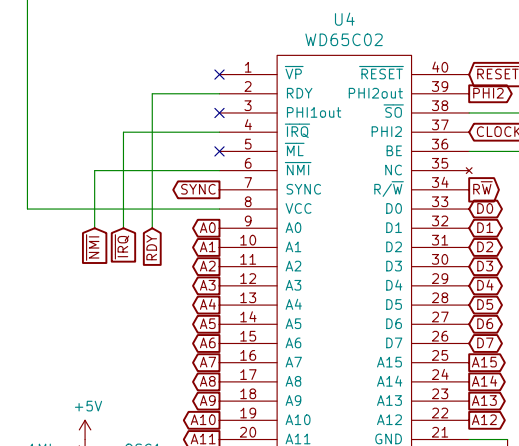 U4
WD65C02
1 VP RESET 40 RESET
2 RDY PHI2out 39 PHI2
3 PHI1out SO 38
4 IRQ PHI2 37 CLOCK
5 ML BE 36
6 NMI NC 35
SYNC 7 SYNC R/W 34 RW
8 VCC D0 33 D0
NMI IRQ RDY
A0 9 A0 D1 32 D1
A1 10 A1 D2 31 D2
A2 11 A2 D3 30 D3
A3 12 A3 D4 29 D4
A4 13 A4 D5 28 D5
A5 14 A5 D6 27 D6
A6 15 A6 D7 26 D7
A7 16 A7 A15 25 A15
A8 17 A8 A14 24 A14
A9 18 A9 A13 23 A13
A10 19 A10 A12 22 A12
A11 20 A11 GND 21
+5V